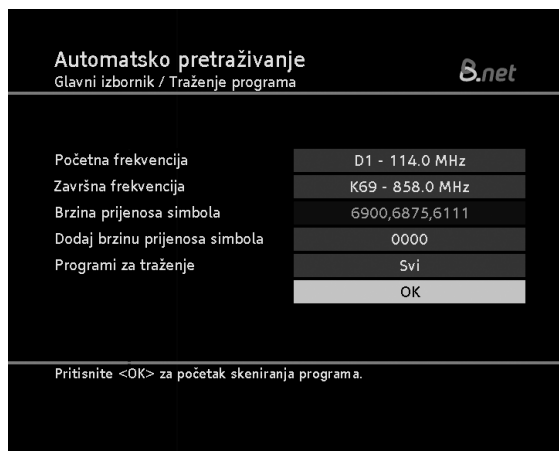 Automatsko pretraživanje
Glavni izbornik / Traženje programa
B.net
Početna frekvencija D1 - 114.0 MHz
Završna frekvencija K69 - 858.0 MHz
Brzina prijenosa simbola 6900,6875,6111
Dodaj brzinu prijenosa simbola 0000
Programi za traženje Svi
OK
Pritisnite <OK> za početak skeniranja programa.